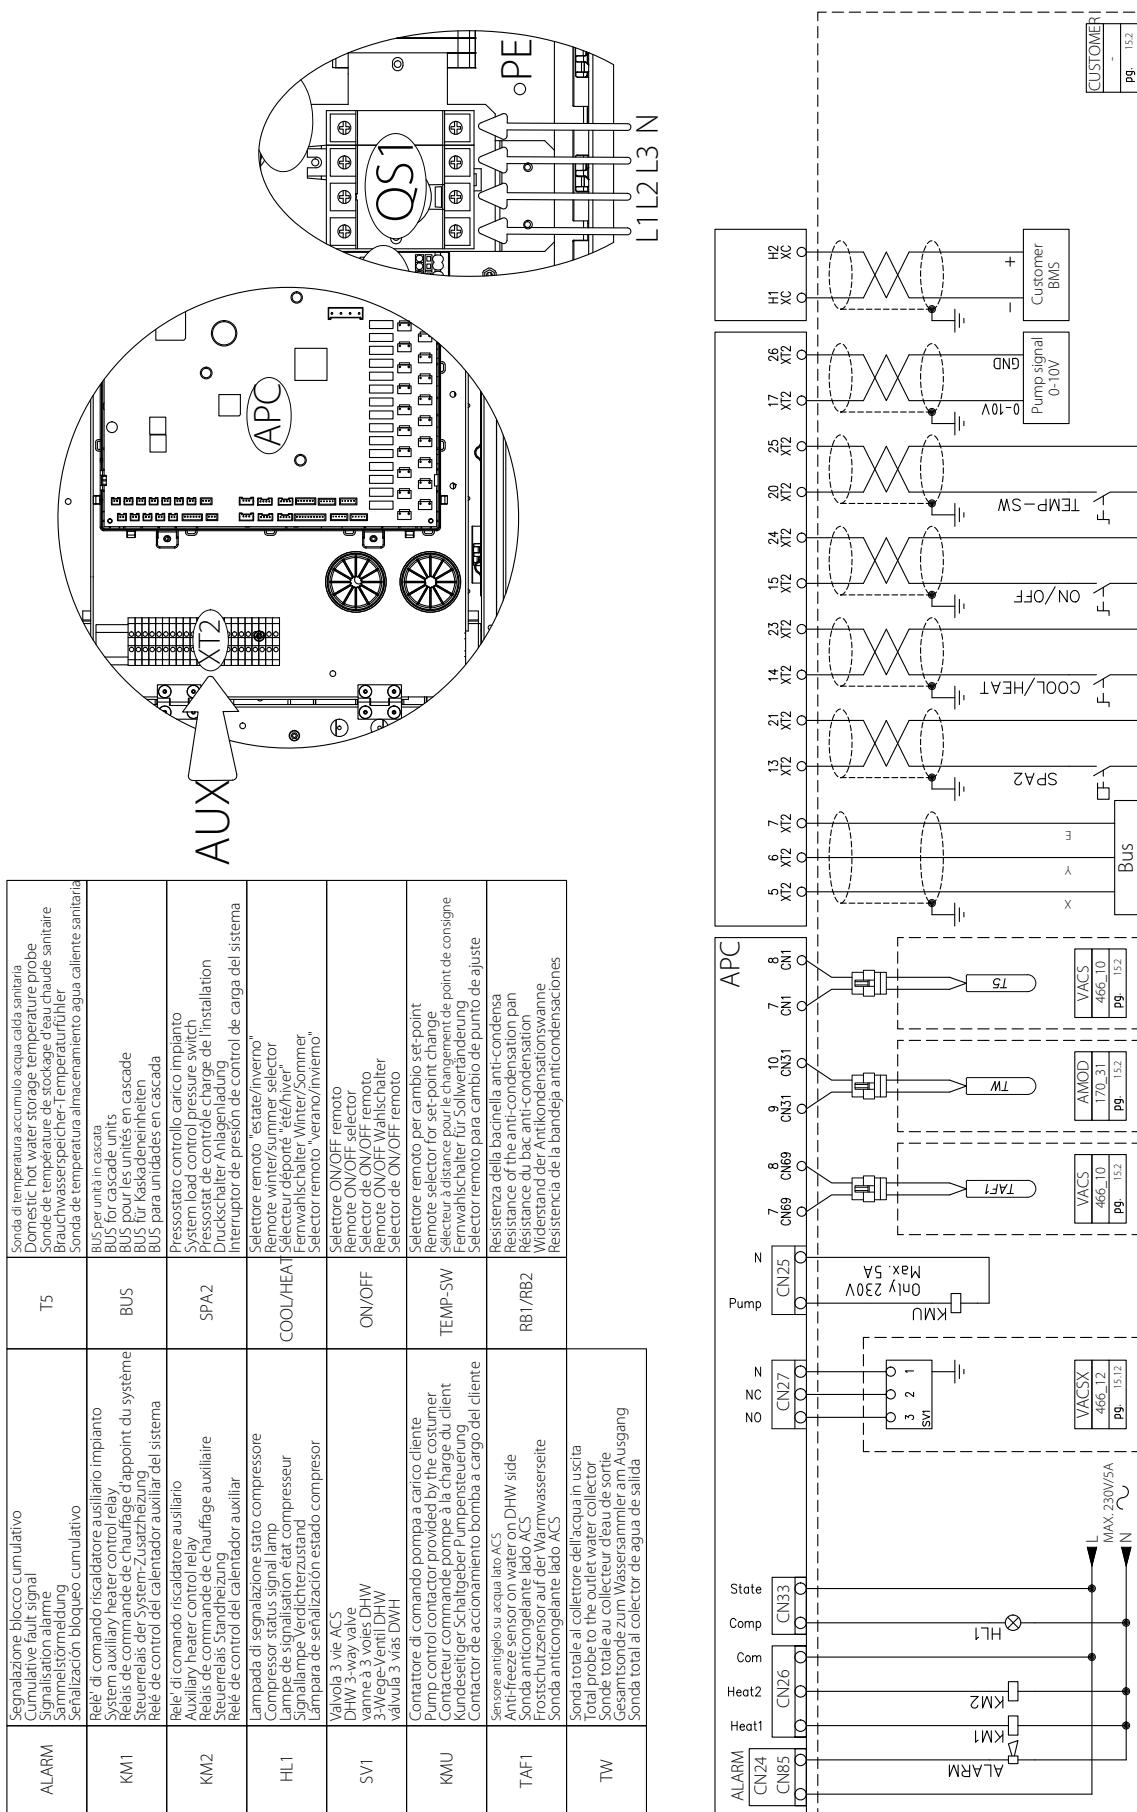 ALARM
Segnalazione blocco cumulativo
Cumulative fault signal
Signalisation alarme
Sammelstörmeldung
Señalización bloqueo cumulativo
KM1
Rele' di comando riscaldatore ausiliario impianto
System auxiliary heater control relay
Relais de commande de chauffage d'appoint du système
Steuerrelais der System-Zusatzheizung
Relé de control del calentador auxiliar del sistema
KM2
Rele' di comando riscaldatore ausiliario
Auxiliary heater control relay
Relais de commande de chauffage auxiliaire
Steuerrelais Standheizung
Relé de control del calentador auxiliar
HL1
Lampada di segnalazione stato compressore
Compressor status signal lamp
Lampe de signalisation état compresseur
Signallampe Verdichterzustand
Lámpara de señalización estado compresor
SV1
Valvola 3 vie ACS
DHW 3-way valve
vanne à 3 voies DHW
3-Wege-Ventil DHW
válvula 3 vías DWH
KMU
Contattore di comando pompa a carico cliente
Pump control contactor provided by the costumer
Contacteur commande pompe à la charge du client
Kundeseitiger Schaltgeber Pumpensteuerung
Contactor de accionamiento bomba a cargo del cliente
TAF1
Sensore antigelo su acqua lato ACS
Anti-freeze sensor on water on DHW side
Sonda anticongelante lado ACS
Frostschutzsensor auf der Warmwasserseite
Sonda anticongelante lado ACS
TW
Sonda totale al collettore dell'acqua in uscita
Total probe to the outlet water collector
Sonde totale au collecteur d'eau de sortie
Gesamtsonde zum Wassersammler am Ausgang
Sonda total al colector de agua de salida
T5
Sonda di temperatura accumulo acqua calda sanitaria
Domestic hot water storage temperature probe
Sonde de température de stockage d'eau chaude sanitaire
Brauchwasserspeicher-Temperaturfühler
Sonda de temperatura almacenamiento agua caliente sanitaria
BUS
BUS per unità in cascata
BUS for cascade units
BUS pour les unités en cascade
BUS für Kaskadeneinheiten
BUS para unidades en cascada
SPA2
Pressostato controllo carico impianto
System load control pressure switch
Pressostat de contrôle charge de l'installation
Druckschalter Anlagenladung
Interruptor de presión de control de carga del sistema
COOL/HEAT
Selettore remoto "estate/inverno"
Remote winter/summer selector
Sélecteur déporté "été/hiver"
Fernwahlschalter Winter/Sommer
Selector remoto "verano/invierno"
ON/OFF
Selettore ON/OFF remoto
Remote ON/OFF selector
Selector de ON/OFF remoto
Remote ON/OFF Wahlschalter
Selector de ON/OFF remoto
TEMP-SW
Selettore remoto per cambio set-point
Remote selector for set-point change
Sélecteur à distance pour le changement de point de consigne
Fernwahlschalter für Sollwertänderung
Selector remoto para cambio de punto de ajuste
RB1/RB2
Resistenza della bacinella anti-condensa
Resistance of the anti-condensation pan
Résistance du bac anti-condensation
Widerstand der Antikondensationswanne
Resistencia de la bandeja anticondensaciones
AUX
XT2
APC
QS1
PE
L1 L2 L3 N
APC
ALARM
CN24
CN85
Heat1
Heat2
Com
CN26
Comp
State
CN33
NO
NC
N
CN27
Pump
N
CN25
7
CN69
8
CN69
9
CN31
10
CN31
7
CN1
8
CN1
5
XT2
6
XT2
7
XT2
13
XT2
21
XT2
14
XT2
23
XT2
15
XT2
24
XT2
20
XT2
25
XT2
17
XT2
26
XT2
H1
XC
H2
XC
ALARM
KM1
KM2
HL1
L
N
MAX. 230V/5A
3 2 1
SV1
VACSX
466_12
pg. 15.12
KMU
Only 230V
Max. 5A
TAF1
VACS
466_10
pg. 15.2
TW
AMOD
170_31
pg. 15.2
T5
VACS
466_10
pg. 15.2
X
Y
E
Bus
SPA2
COOL/HEAT
ON/OFF
TEMP-SW
0-10V
GND
Pump signal
0-10V
-
+
Customer
BMS
CUSTOMER
-
pg. 15.2